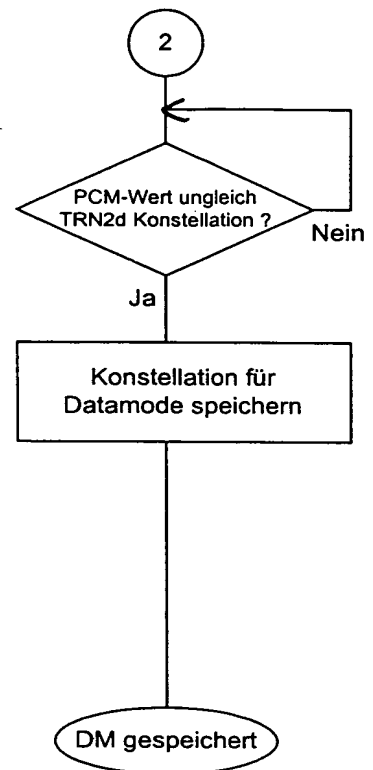 2
PCM-Wert ungleich
TRN2d Konstellation ?
Nein
Ja
Konstellation für
Datamode speichern
DM gespeichert